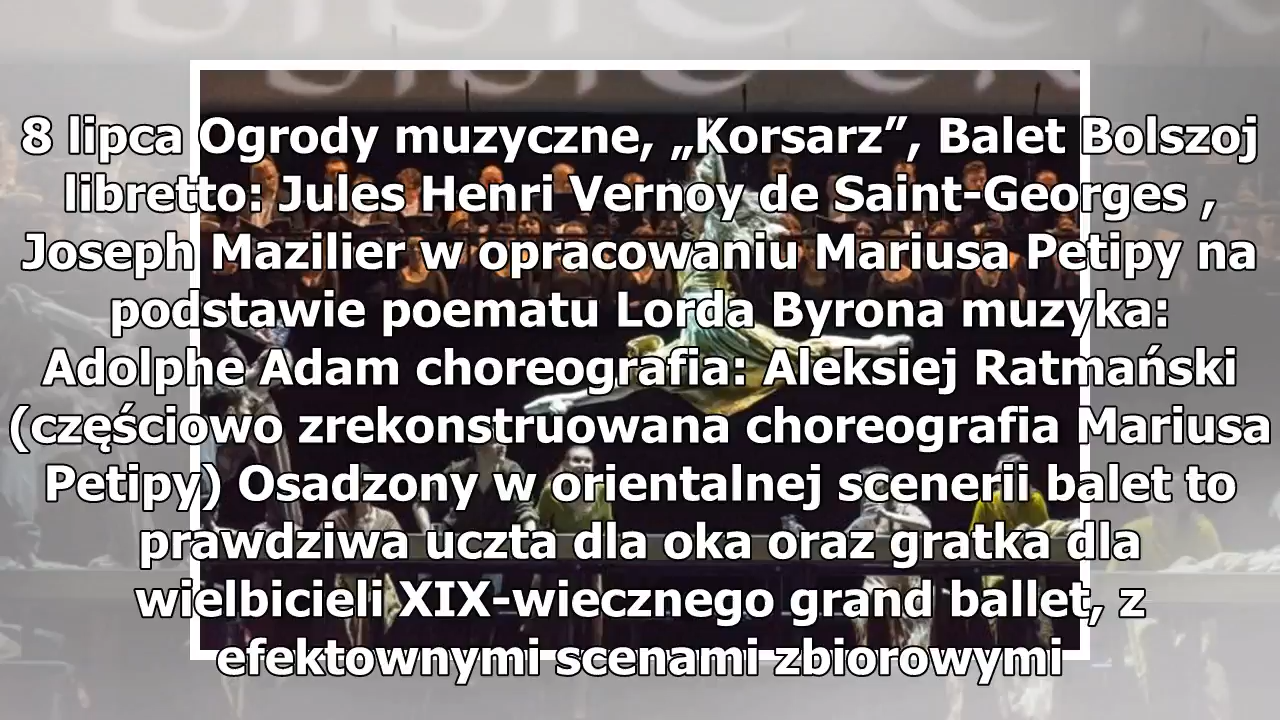 8 lipca Ogrody muzyczne, „Korsarz”, Balet Bolszoj
libretto: Jules Henri Vernoy de Saint-Georges ,
Joseph Mazilier w opracowaniu Mariusa Petipy na
podstawie poematu Lorda Byrona muzyka:
Adolphe Adam choreografia: Aleksiej Ratmański
(częściowo zrekonstruowana choreografia Mariusa
Petipy) Osadzony w orientalnej scenerii balet to
prawdziwa uczta dla oka oraz gratka dla
wielbicieli XIX-wiecznego grand ballet, z
efektownymi scenami zbiorowymi